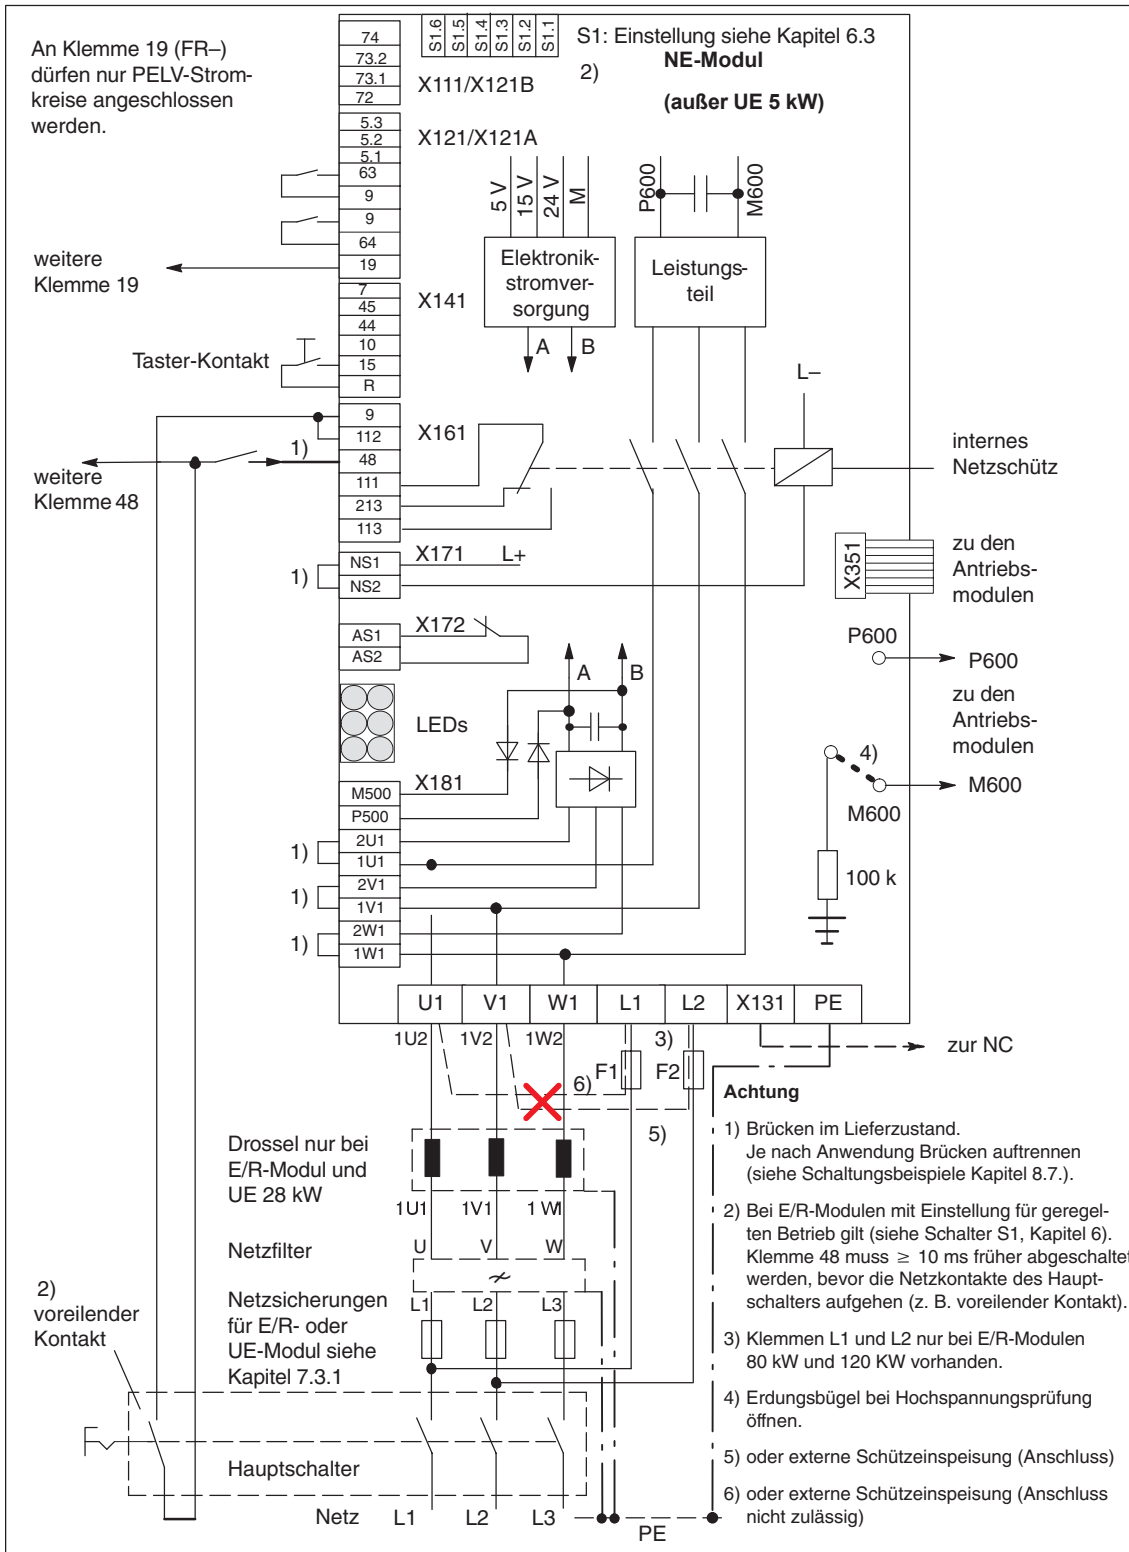 An Klemme 19 (FR–)
dürfen nur PELV-Strom-
kreise angeschlossen
werden.
S1.6
S1.5
S1.4
S1.3
S1.2
S1.1
S1: Einstellung siehe Kapitel 6.3
2)
NE-Modul
(außer UE 5 kW)
74
73.2
73.1
72
X111/X121B
5.3
5.2
5.1
63
9
9
64
19
X121/X121A
weitere
Klemme 19
7
45
44
10
15
R
X141
Taster-Kontakt
5 V
15 V
24 V
M
Elektronik-
stromver-
sorgung
A
B
P600
M600
Leistungs-
teil
L–
9
112
48
111
213
113
X161
1)
weitere
Klemme 48
internes
Netzschütz
NS1
NS2
X171
L+
1)
X351
zu den
Antriebs-
modulen
AS1
AS2
X172
P600
P600
zu den
Antriebs-
modulen
A
B
LEDs
4)
M600
M600
100 k
M500
P500
2U1
1U1
2V1
1V1
2W1
1W1
X181
1)
1)
1)
U1
V1
W1
L1
L2
X131
PE
1U2
1V2
1W2
3)
F1
F2
zur NC
6)
5)
Drossel nur bei
E/R-Modul und
UE 28 kW
1U1
1V1
1W1
Netzfilter
U
V
W
Netzsicherungen
für E/R- oder
UE-Modul siehe
Kapitel 7.3.1
L1
L2
L3
2)
voreilender
Kontakt
Hauptschalter
Netz
L1
L2
L3
PE
Achtung
1) Brücken im Lieferzustand.
Je nach Anwendung Brücken auftrennen
(siehe Schaltungsbeispiele Kapitel 8.7.).
2) Bei E/R-Modulen mit Einstellung für geregel-
ten Betrieb gilt (siehe Schalter S1, Kapitel 6).
Klemme 48 muss ≥ 10 ms früher abgeschaltet
werden, bevor die Netzkontakte des Haupt-
schalters aufgehen (z. B. voreilender Kontakt).
3) Klemmen L1 und L2 nur bei E/R-Modulen
80 kW und 120 KW vorhanden.
4) Erdungsbügel bei Hochspannungsprüfung
öffnen.
5) oder externe Schützeinspeisung (Anschluss)
6) oder externe Schützeinspeisung (Anschluss
nicht zulässig)